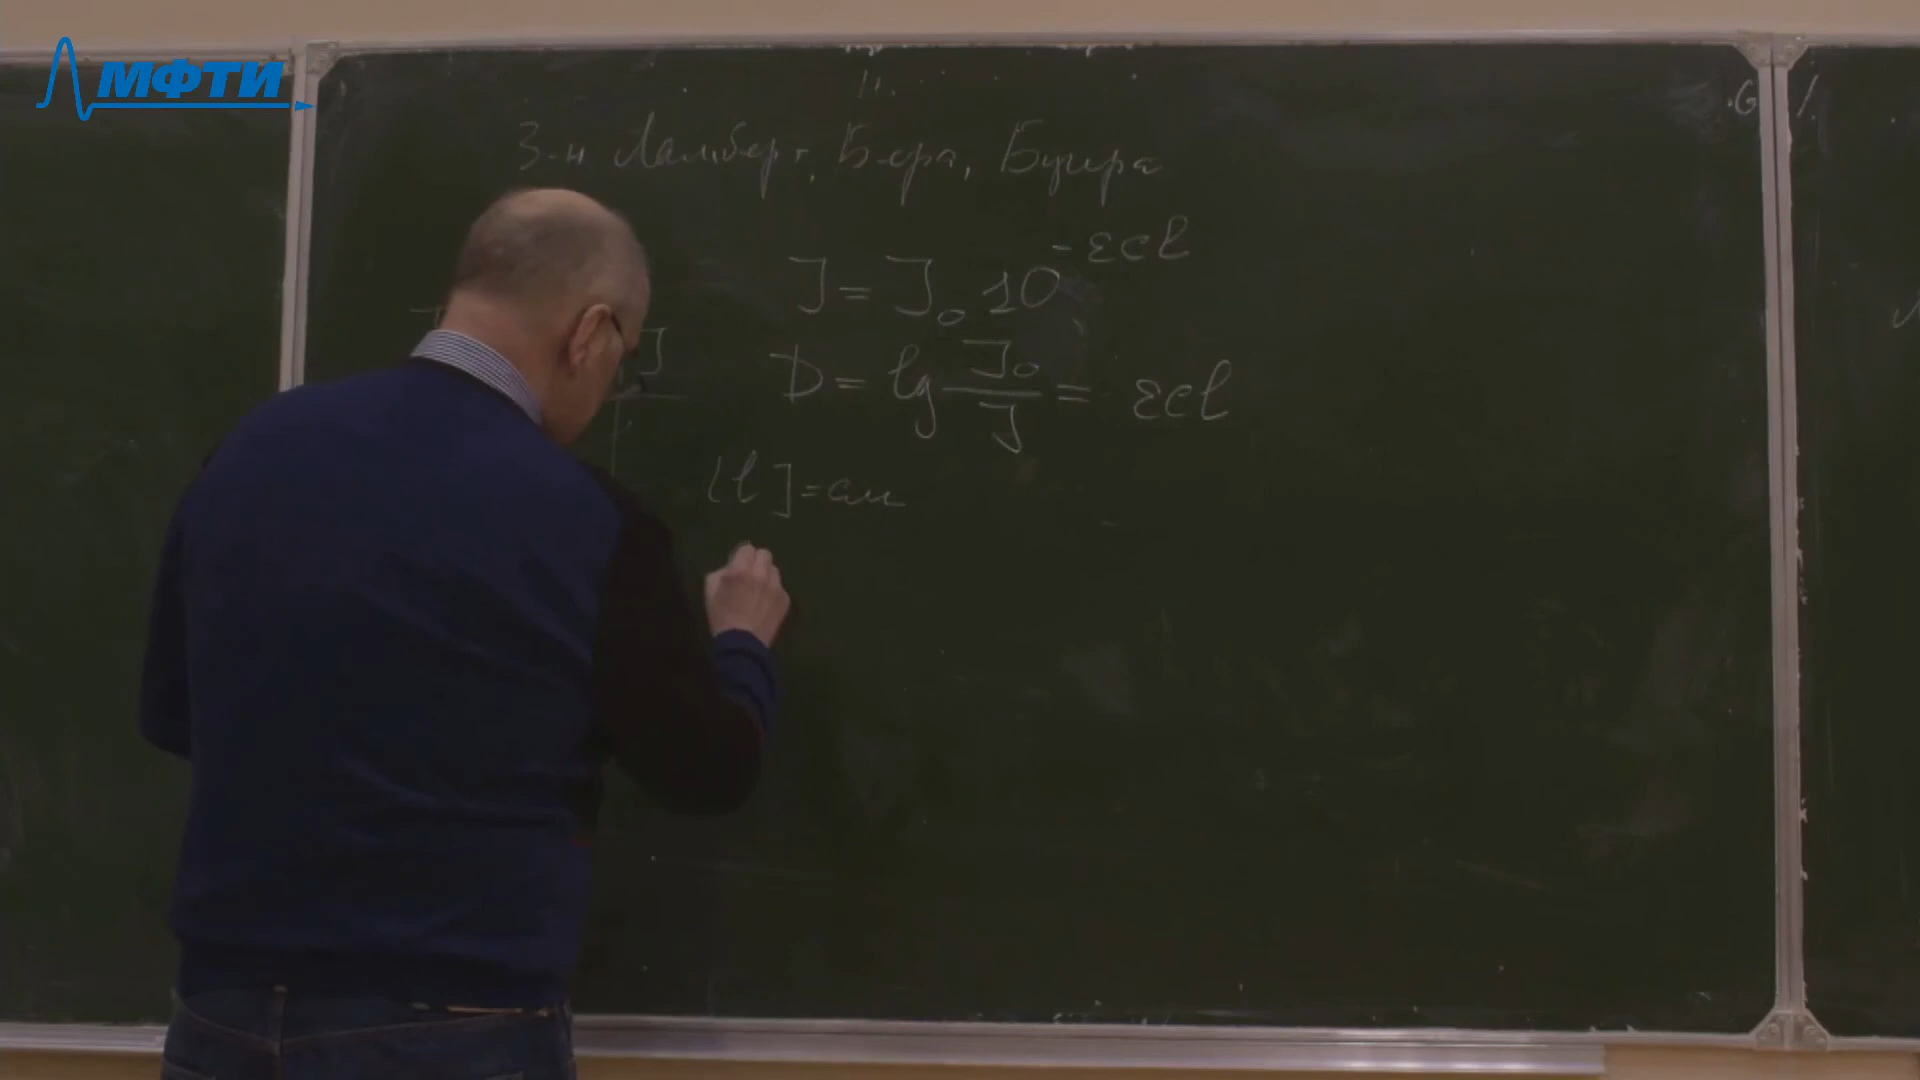 МФТИ
З-н Ламберт, Бера, Бугера
J = J₀ 10^(-εcl)
D = lg J₀/J = εcl
J
[l] = см